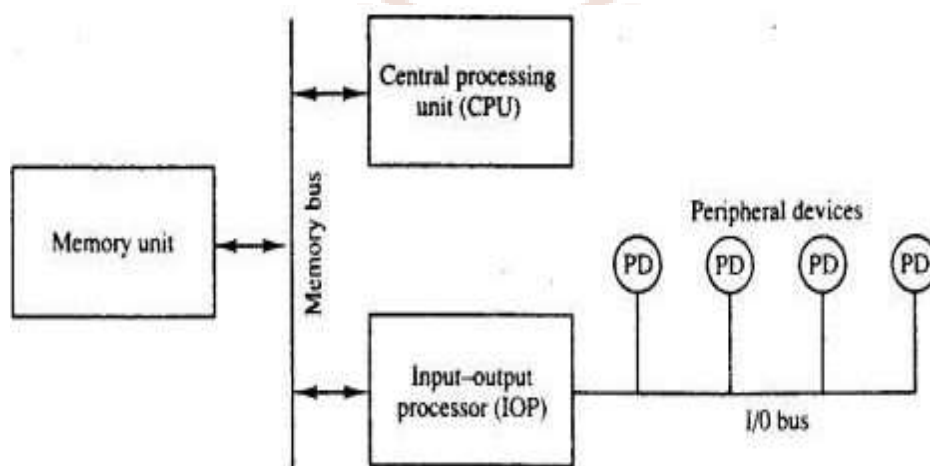 Central processing
unit (CPU)
Memory unit
Memory bus
Peripheral devices
PD
PD
PD
PD
Input–output
processor (IOP)
I/0 bus